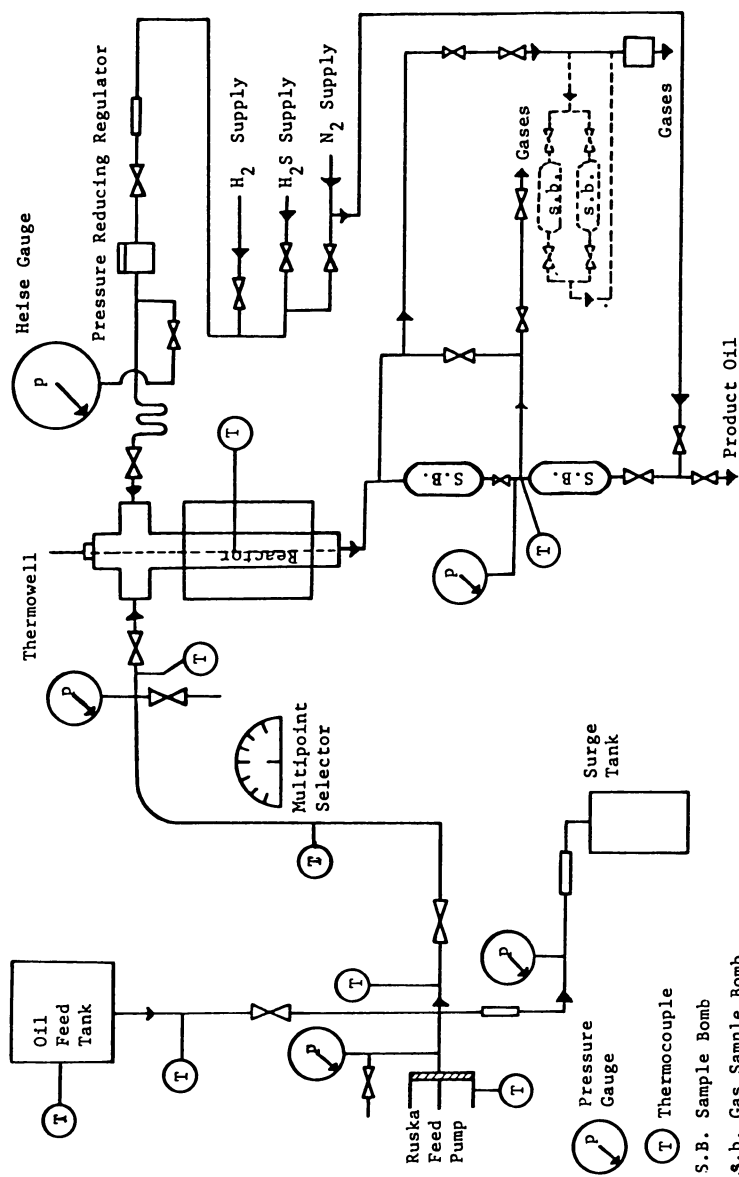 Heise Gauge
Pressure Reducing Regulator
P
H2 Supply
H2S Supply
N2 Supply
Thermowell
T
Reactor
P
T
Multipoint
Selector
T
Oil
Feed
Tank
T
T
T
P
Ruska
Feed
Pump
T
P
Surge
Tank
S.B.
S.B.
P
T
Gases
s.b.
s.b.
Gases
Product Oil
P
Pressure
Gauge
T
Thermocouple
S.B. Sample Bomb
s.b. Gas Sample Bomb